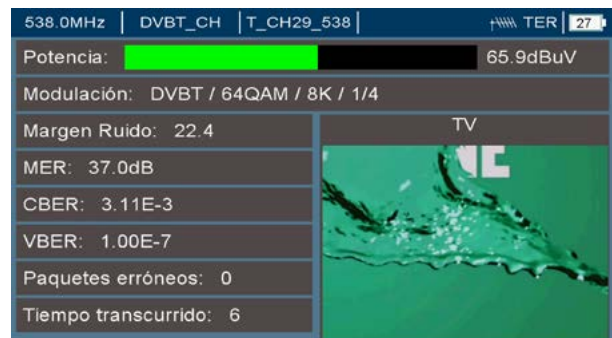 538.0MHz DVBT_CH T_CH29_538 TER 27
Potencia: 65.9dBuV
Modulación: DVBT / 64QAM / 8K / 1/4
Margen Ruido: 22.4
TV
MER: 37.0dB
CBER: 3.11E-3
VBER: 1.00E-7
Paquetes erróneos: 0
Tiempo transcurrido: 6